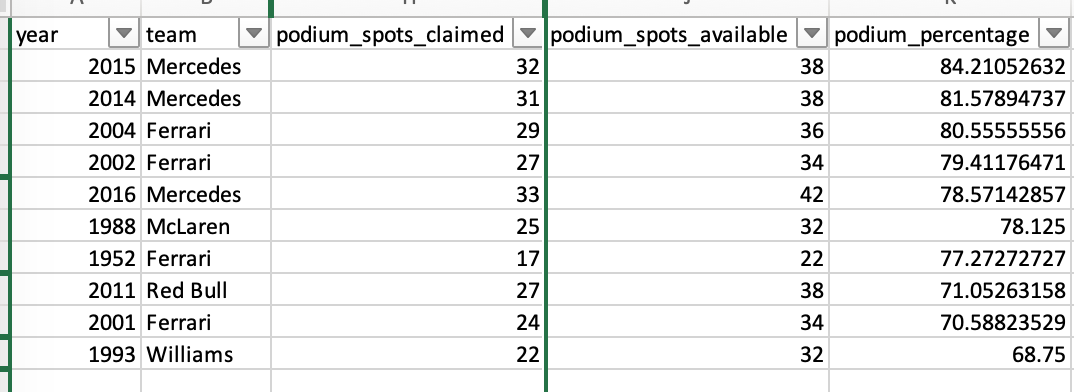 year team podium_spots_claimed podium_spots_available podium_percentage
2015 Mercedes 32 38 84.21052632
2014 Mercedes 31 38 81.57894737
2004 Ferrari 29 36 80.55555556
2002 Ferrari 27 34 79.41176471
2016 Mercedes 33 42 78.57142857
1988 McLaren 25 32 78.125
1952 Ferrari 17 22 77.27272727
2011 Red Bull 27 38 71.05263158
2001 Ferrari 24 34 70.58823529
1993 Williams 22 32 68.75